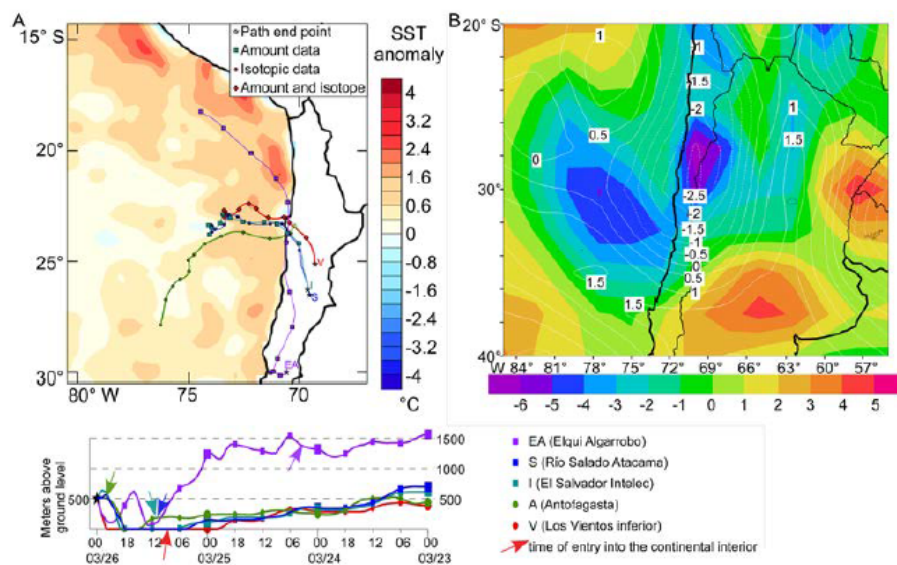 A
15° S
20°
25°
30°
80° W
75
70
Path end point
Amount data
Isotopic data
Amount and isotope
V
S
EA
SST
anomaly
4
3.2
2.4
1.6
0.8
0
-0.8
-1.6
-2.4
-3.2
-4
°C
B
20° S
30°
40°
1
0.5
0
1.5
1.5
-1
-1.5
-2
1
1.5
-2.5
-2
-1.5
-1
-0.5
0
0.5
1
W 84° 81° 78° 75° 72° 69° 66° 63° 60° 57°
-6 -5 -4 -3 -2 -1 0 1 2 3 4 5
Meters above
ground level
500
1500
1000
500
00 18 12 06 00 18 12 06 00 18 12 06 00
03/26 03/25 03/24 03/23
EA (Elqui Algarrobo)
S (Río Salado Atacama)
I (El Salvador Intelec)
A (Antofagasta)
V (Los Vientos inferior)
time of entry into the continental interior